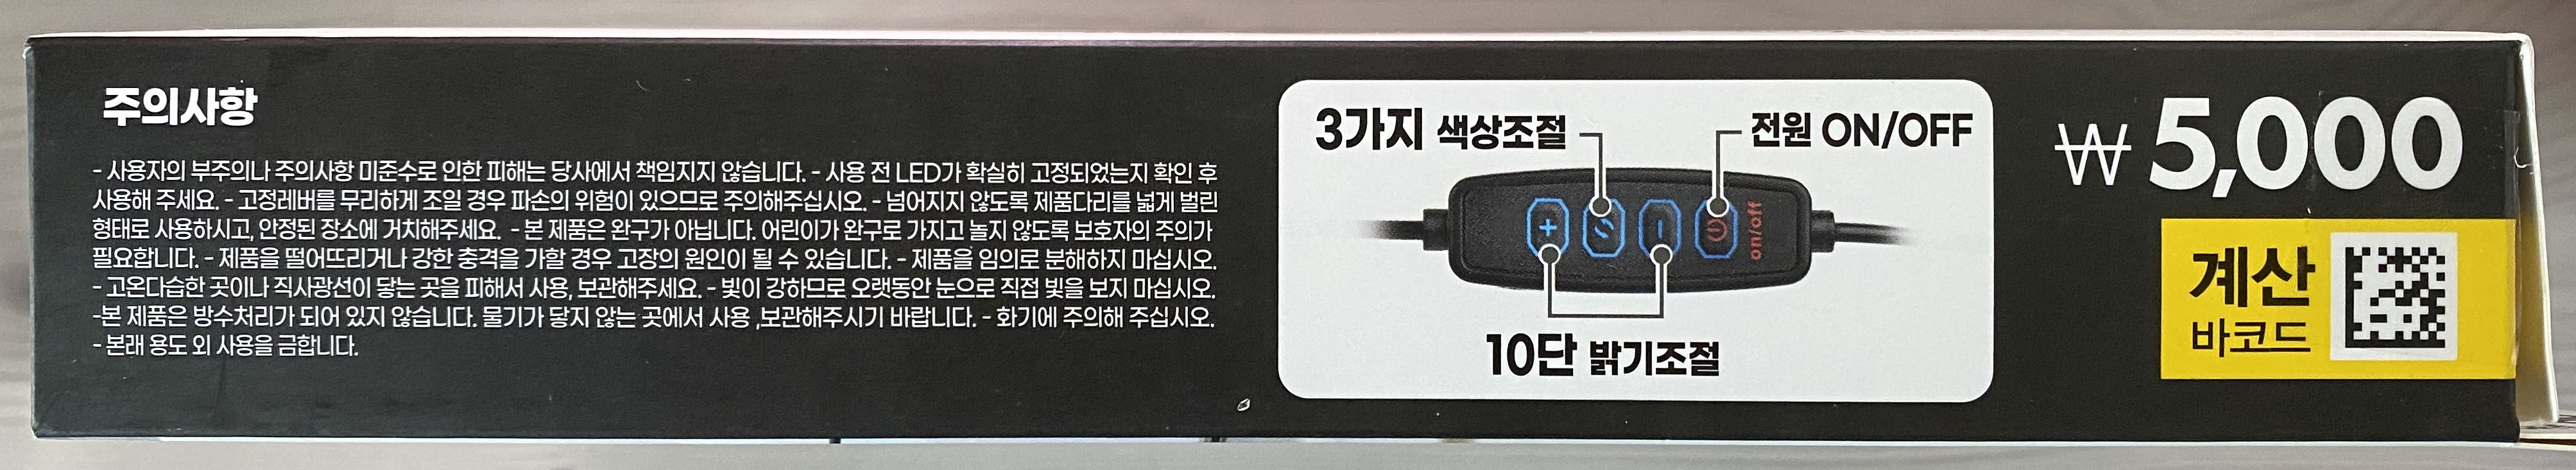 주의사항
- 사용자의 부주의나 주의사항 미준수로 인한 피해는 당사에서 책임지지 않습니다. - 사용 전 LED가 확실히 고정되었는지 확인 후
사용해 주세요. - 고정레버를 무리하게 조일 경우 파손의 위험이 있으므로 주의해주십시오. - 넘어지지 않도록 제품다리를 넓게 벌린
형태로 사용하시고, 안정된 장소에 거치해주세요. - 본 제품은 완구가 아닙니다. 어린이가 완구로 가지고 놀지 않도록 보호자의 주의가
필요합니다. - 제품을 떨어뜨리거나 강한 충격을 가할 경우 고장의 원인이 될 수 있습니다. - 제품을 임의로 분해하지 마십시오.
- 고온다습한 곳이나 직사광선이 닿는 곳을 피해서 사용, 보관해주세요. - 빛이 강하므로 오랫동안 눈으로 직접 빛을 보지 마십시오.
-본 제품은 방수처리가 되어 있지 않습니다. 물기가 닿지 않는 곳에서 사용 ,보관해주시기 바랍니다. - 화기에 주의해 주십시오.
- 본래 용도 외 사용을 금합니다.
3가지 색상조절
전원 ON/OFF
on/off
10단 밝기조절
₩5,000
계산
바코드